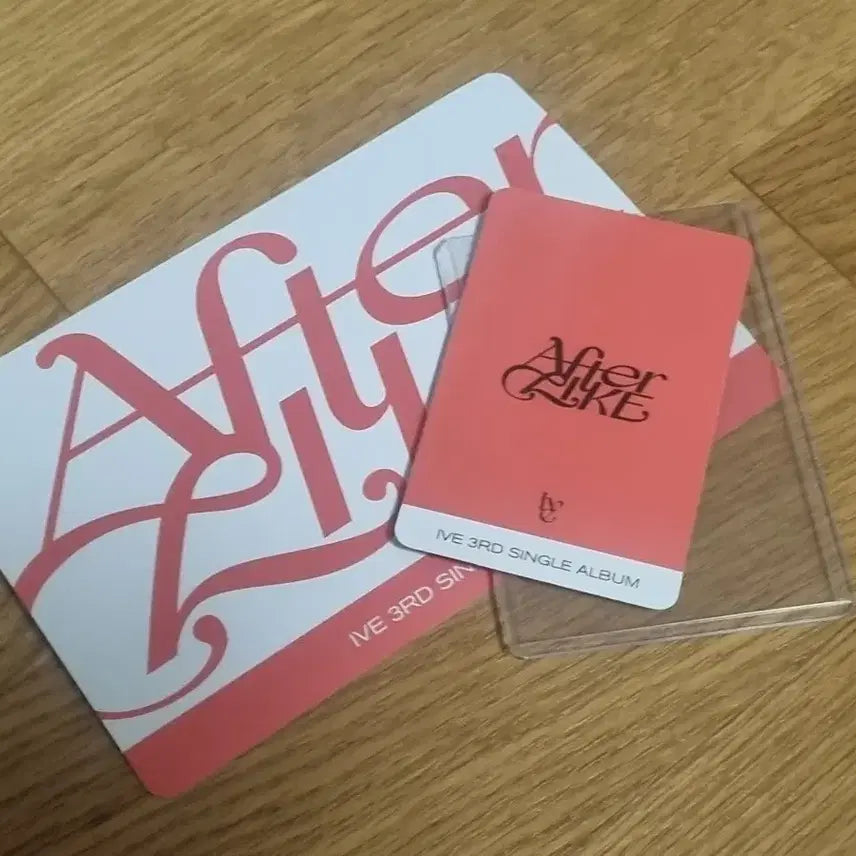 After
LIKE
IVE 3RD SIN
After
LIKE
IVE
IVE 3RD SINGLE ALBUM